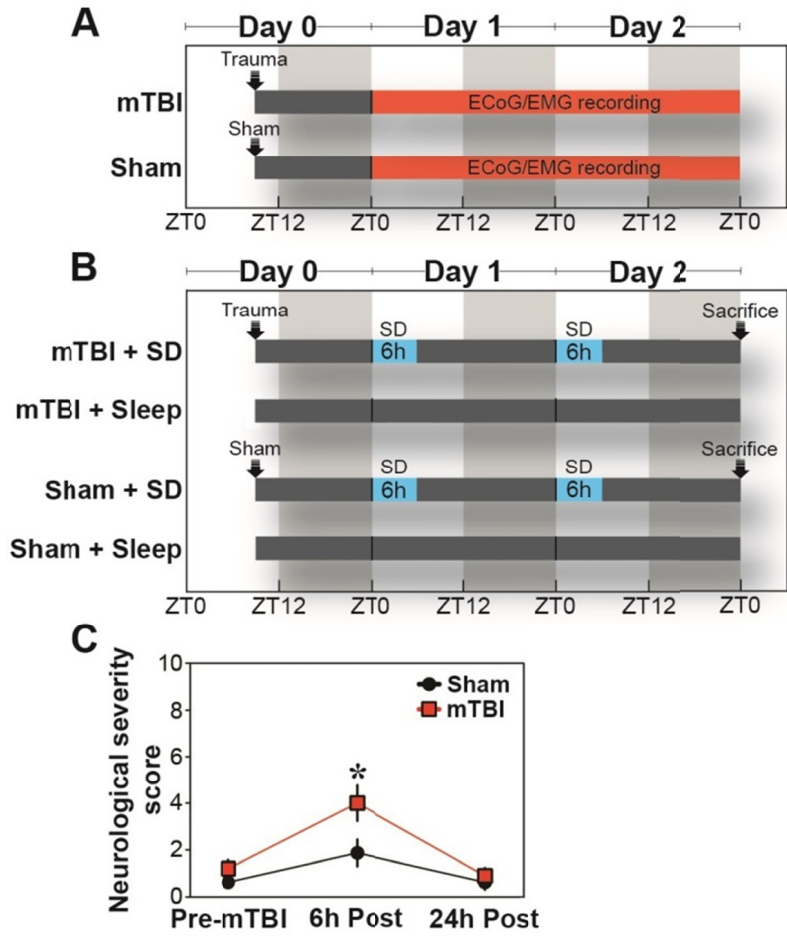 A
Day 0 Day 1 Day 2
Trauma
mTBI ECoG/EMG recording
Sham
Sham ECoG/EMG recording
ZT0 ZT12 ZT0 ZT12 ZT0 ZT12 ZT0
B
Day 0 Day 1 Day 2
Trauma SD SD Sacrifice
mTBI + SD 6h 6h
mTBI + Sleep
Sham SD SD Sacrifice
Sham + SD 6h 6h
Sham + Sleep
ZT0 ZT12 ZT0 ZT12 ZT0 ZT12 ZT0
C
Neurological severity
score
10
8
6
4
2
0
Sham
mTBI
*
Pre-mTBI 6h Post 24h Post